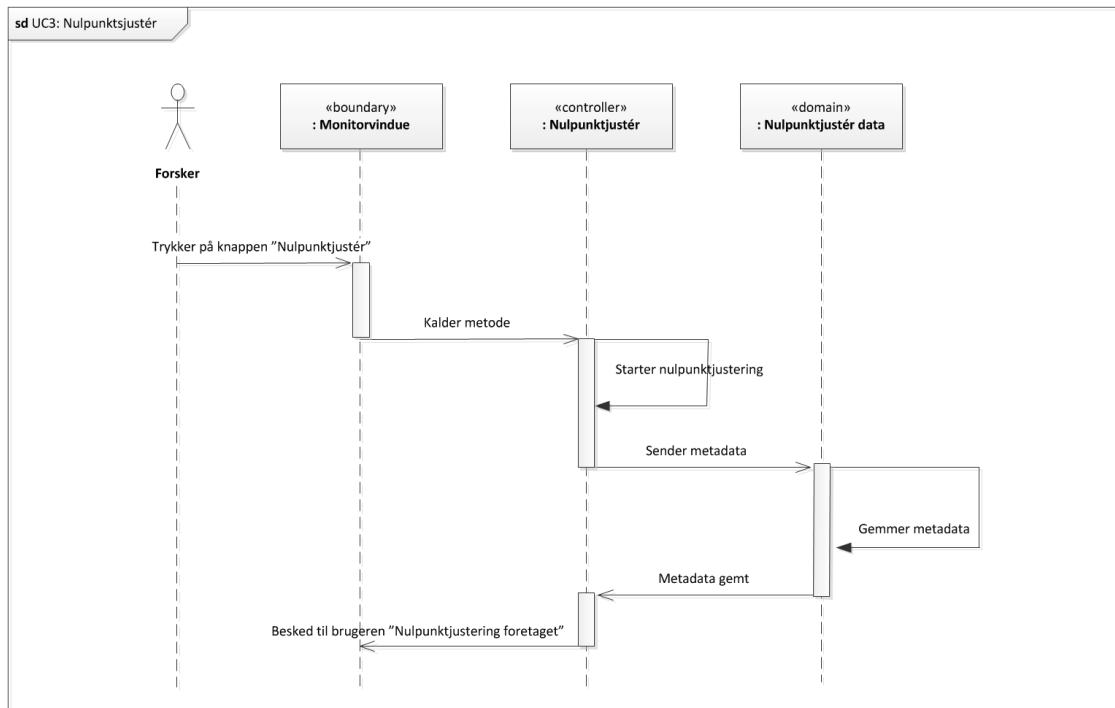 sd UC3: Nulpunktsjustér
«boundary»
: Monitorvindue
«controller»
: Nulpunktjustér
«domain»
: Nulpunktjustér data
Forsker
Trykker på knappen ”Nulpunktjustér”
Kalder metode
Starter nulpunktjustering
Sender metadata
Gemmer metadata
Metadata gemt
Besked til brugeren ”Nulpunktjustering foretaget”